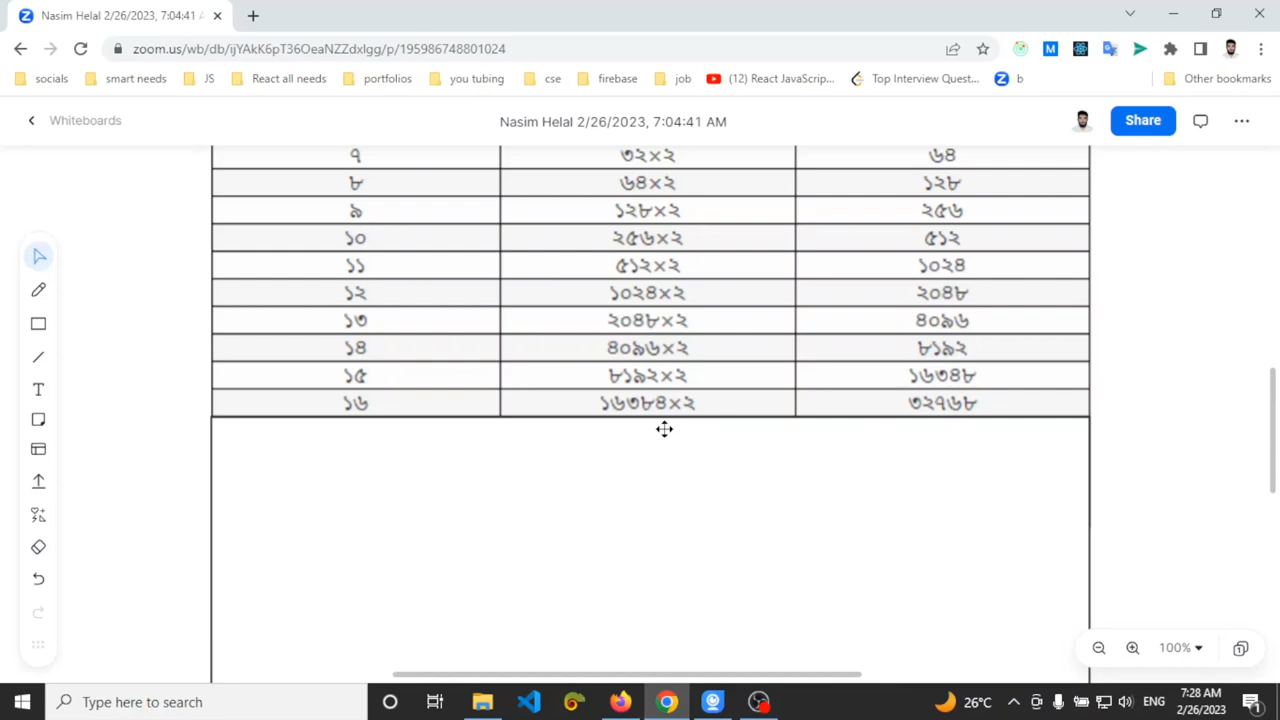 Nasim Helal 2/26/2023, 7:04:41 A
zoom.us/wb/db/ijYAkK6pT36OeaNZZdxlgg/p/195986748801024
socials smart needs JS React all needs portfolios you tubing cse firebase job (12) React JavaScrip... Top Interview Quest... b Other bookmarks
Whiteboards Nasim Helal 2/26/2023, 7:04:41 AM Share
৭ ৩২×২ ৬৪
৮ ৬৪×২ ১২৮
৯ ১২৮×২ ২৫৬
১০ ২৫৬×২ ৫১২
১১ ৫১২×২ ১০২৪
১২ ১০২৪×২ ২০৪৮
১৩ ২০৪৮×২ ৪০৯৬
১৪ ৪০৯৬×২ ৮১৯২
১৫ ৮১৯২×২ ১৬৩৪৮
১৬ ১৬৩৮৪×২ ৩২৭৬৮
100%
Type here to search 26°C ENG 7:28 AM
2/26/2023